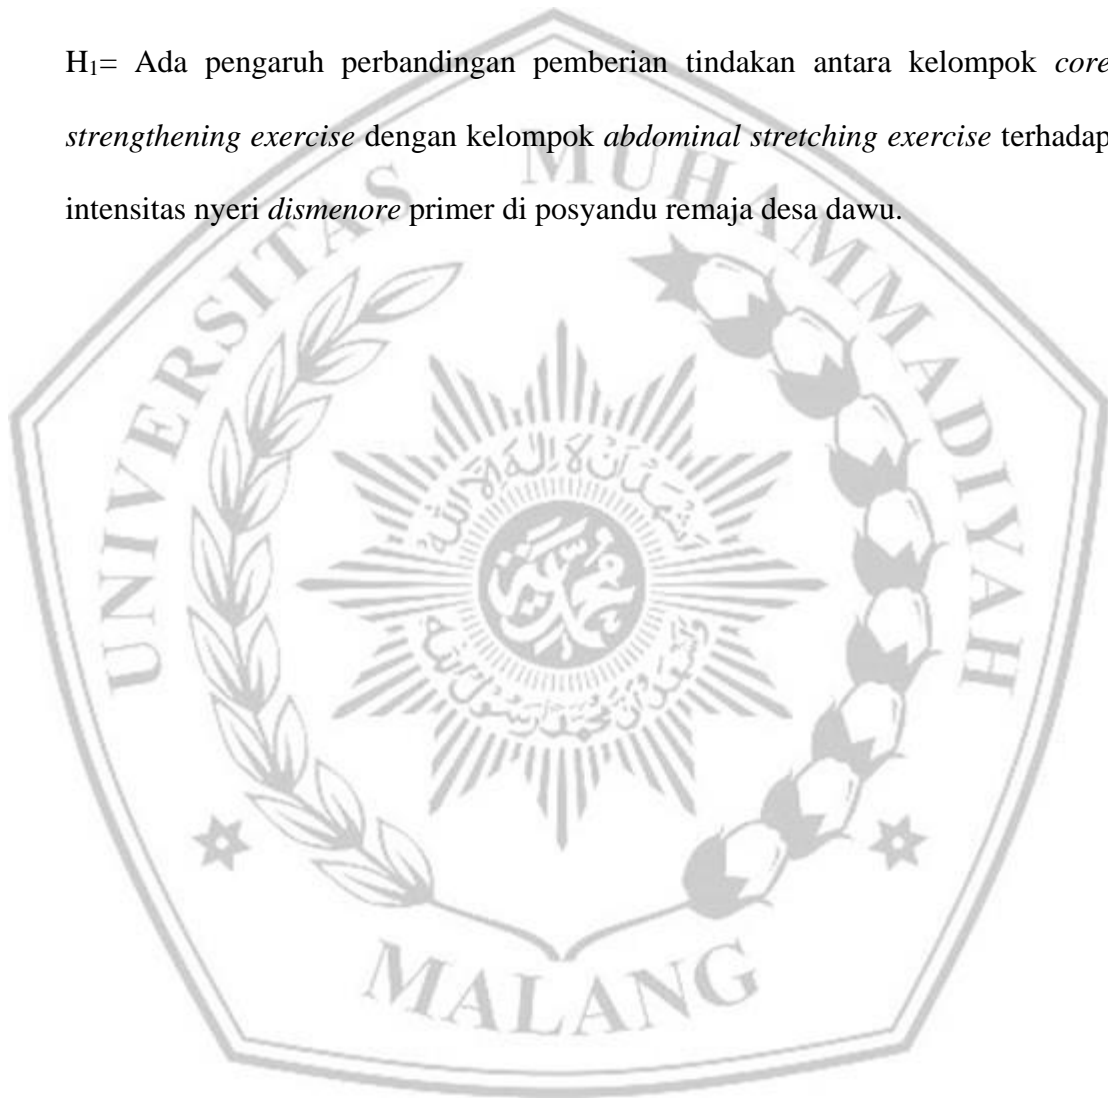 H₁= Ada pengaruh perbandingan pemberian tindakan antara kelompok core
strengthening exercise dengan kelompok abdominal stretching exercise terhadap
intensitas nyeri dismenore primer di posyandu remaja desa dawu.
UNIVERSITAS MUHAMMADIYAH
MALANG